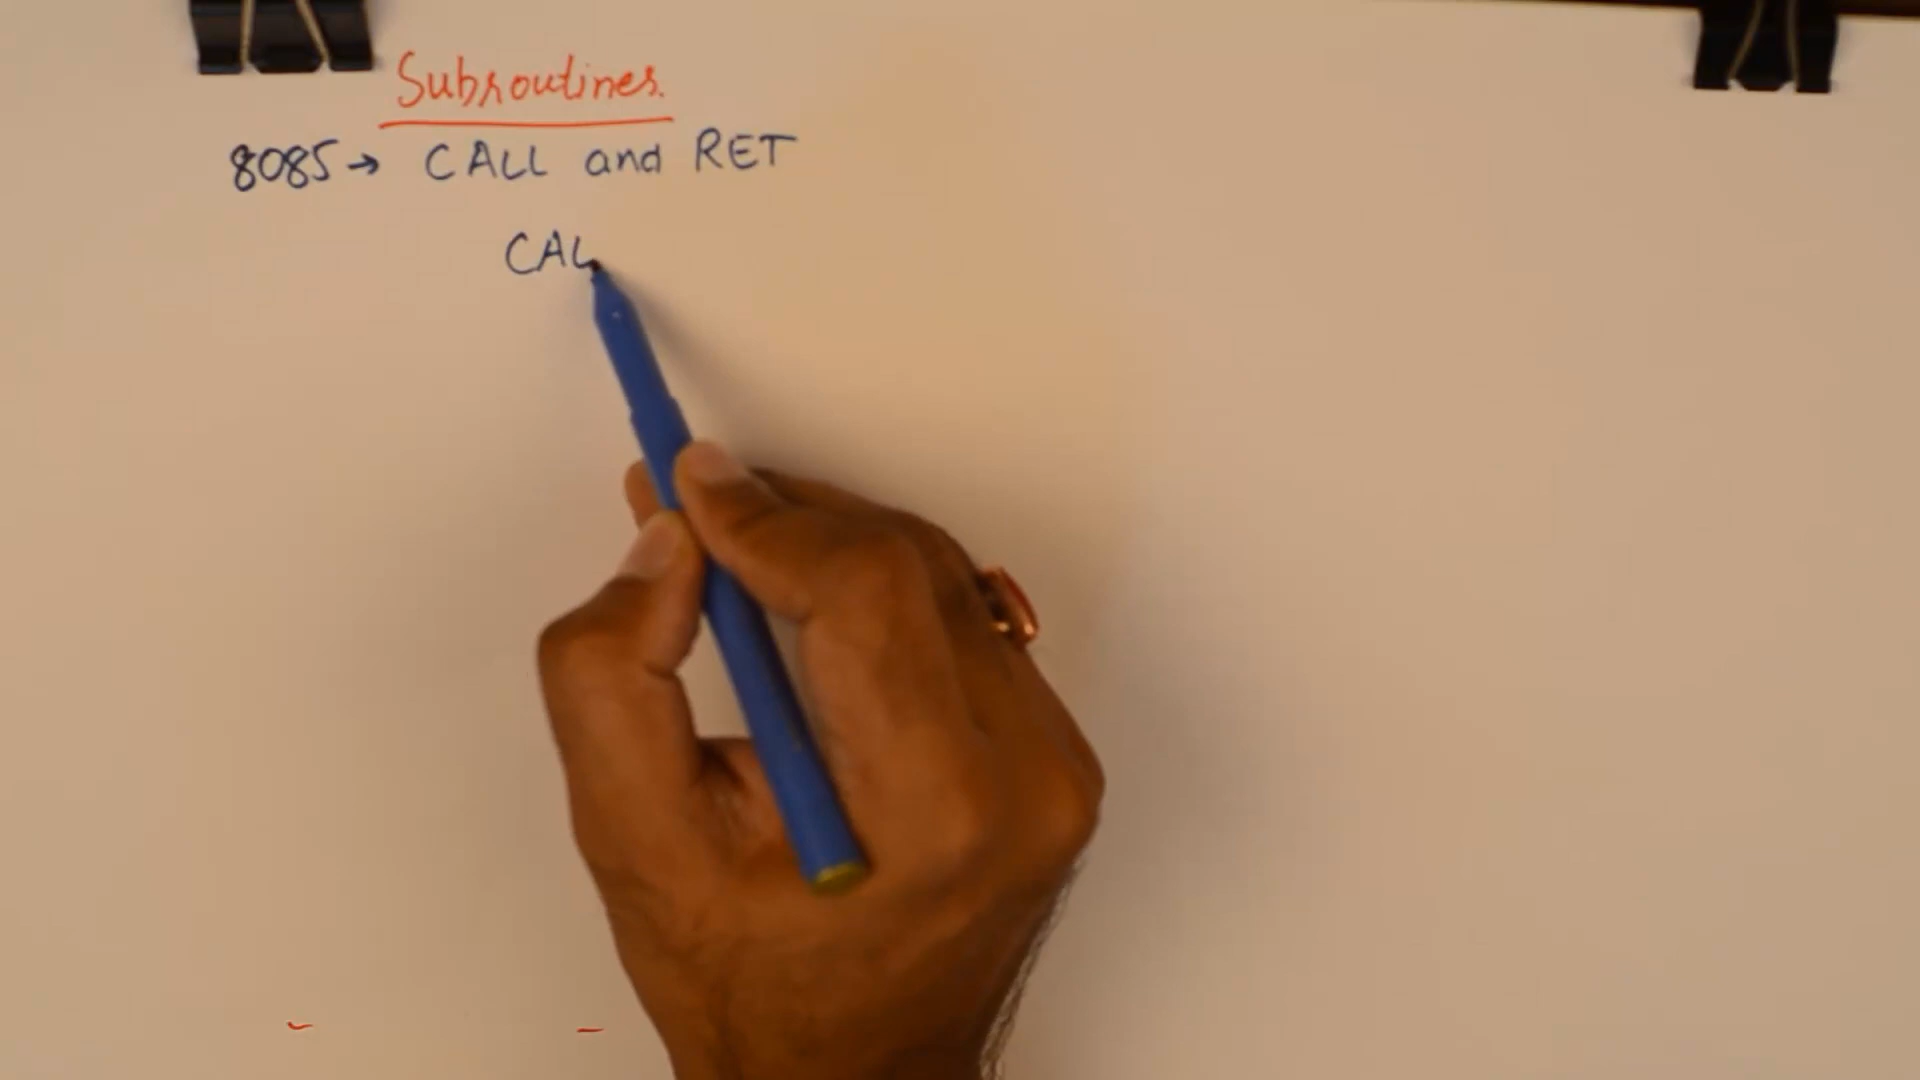 Subroutines.
8085→ CALL and RET
CAL